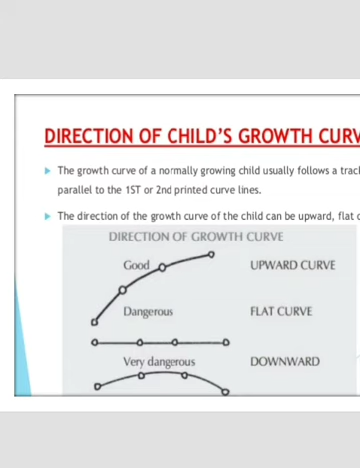 DIRECTION OF CHILD'S GROWTH CURV
The growth curve of a normally growing child usually follows a trac
parallel to the 1ST or 2nd printed curve lines.
The direction of the growth curve of the child can be upward, flat
DIRECTION OF GROWTH CURVE
Good UPWARD CURVE
Dangerous FLAT CURVE
Very dangerous DOWNWARD